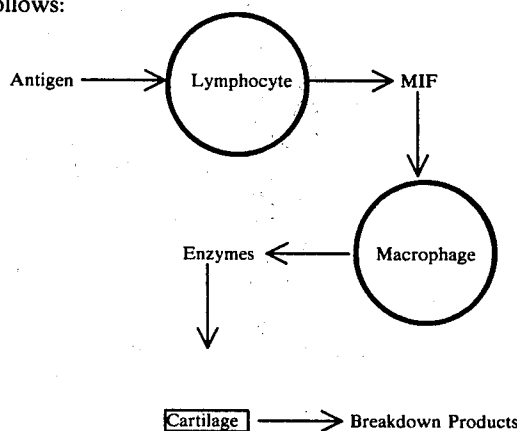 ollows:
Antigen
Lymphocyte
MIF
Enzymes
Macrophage
Cartilage
Breakdown Products